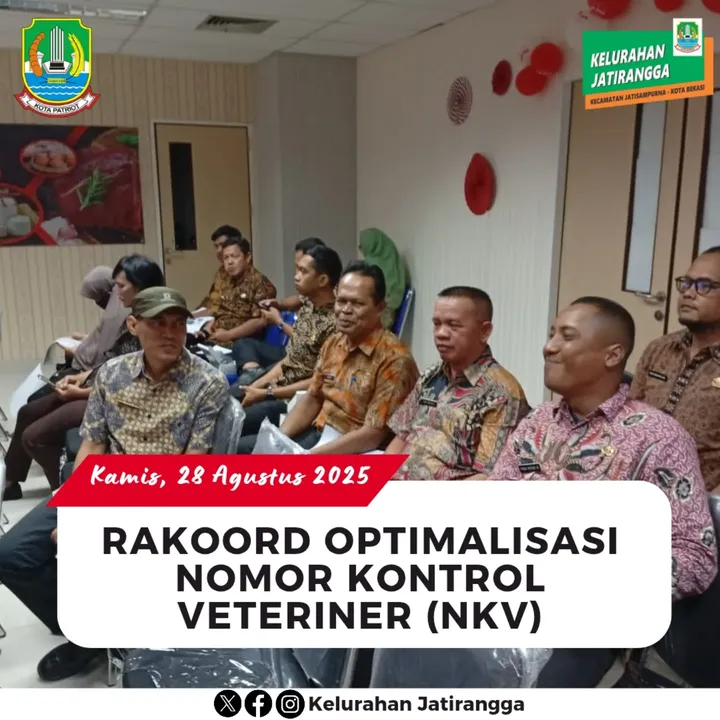 KOTA PATRIOT
KELURAHAN
JATIRANGGA
KECAMATAN JATISAMPURNA - KOTA BEKASI
Kamis, 28 Agustus 2025
RAKOORD OPTIMALISASI
NOMOR KONTROL
VETERINER (NKV)
Kelurahan Jatirangga